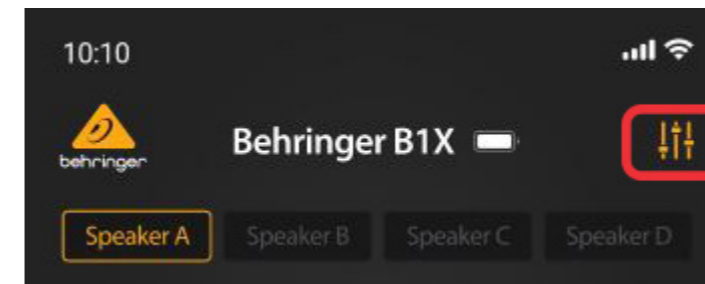 10:10
behringer
Behringer B1X
Speaker A Speaker B Speaker C Speaker D